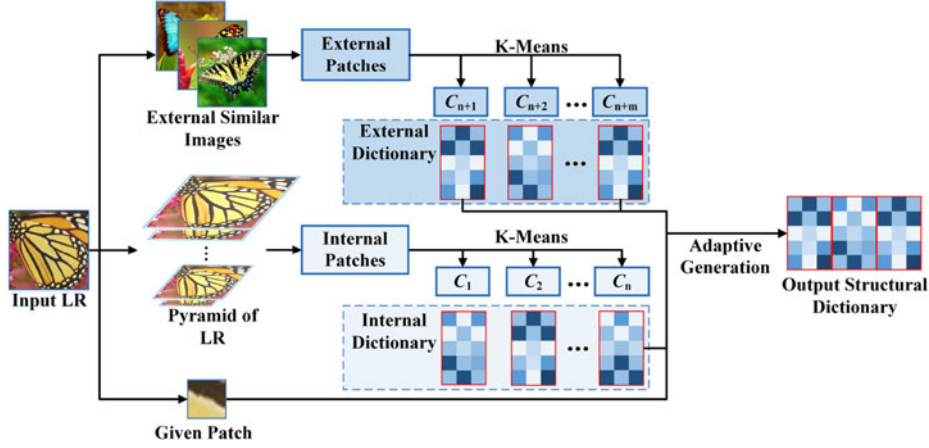 External
Patches
K-Means
Cn+1
Cn+2
...
Cn+m
External Similar
Images
External
Dictionary
...
Input LR
...
Pyramid of
LR
Internal
Patches
K-Means
C1
C2
...
Cn
Internal
Dictionary
...
Adaptive
Generation
Output Structural
Dictionary
Given Patch